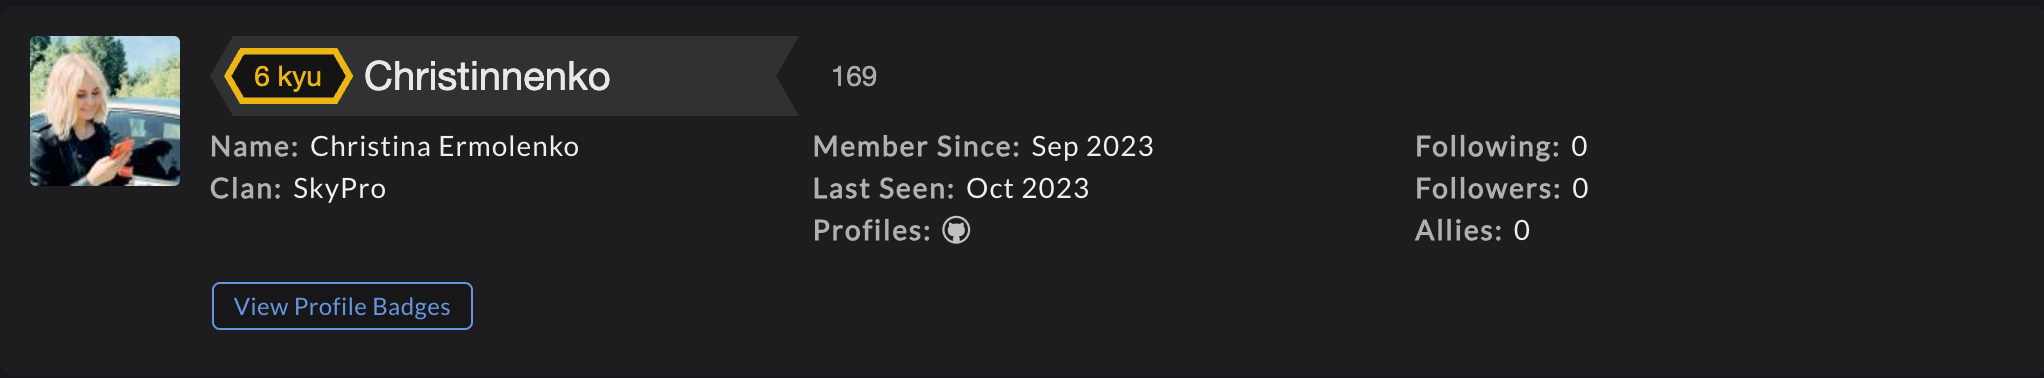 6 kyu Christinnenko 169
Name: Christina Ermolenko
Clan: SkyPro
Member Since: Sep 2023
Last Seen: Oct 2023
Profiles:
Following: 0
Followers: 0
Allies: 0
View Profile Badges